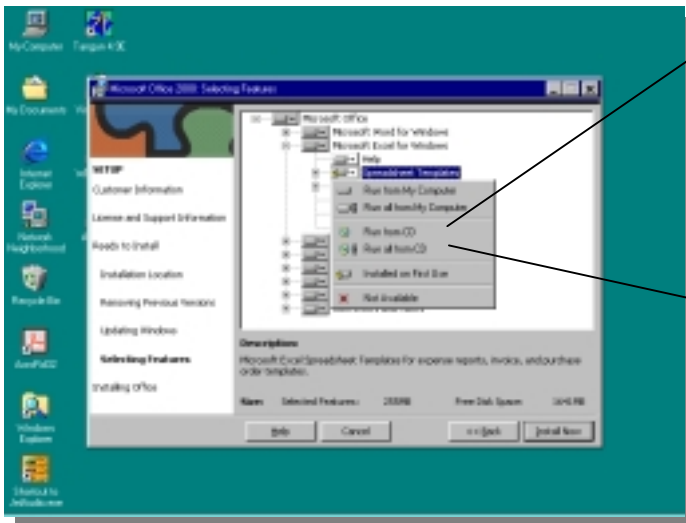 My Computer
My Documents
Internet Explorer
Network Neighborhood
Recycle Bin
Windows Explorer
Shortcut to
Microsoft Office 2000: Selecting Features
SETUP
Customer Information
License and Support Information
Ready to Install
Installation Location
Removing Previous Versions
Updating Windows
Selecting Features
Installing Office
Microsoft Office
Microsoft Word for Windows
Microsoft Excel for Windows
Help
Spreadsheet Templates
Run from My Computer
Run all from My Computer
Run from CD
Run all from CD
Installed on First Use
Not Available
Description:
Microsoft Excel Spreadsheet Templates for expense reports, invoice, and purchase
order templates.
Size: Selected Features: Free Disk Space:
Help Cancel << Back Install Now